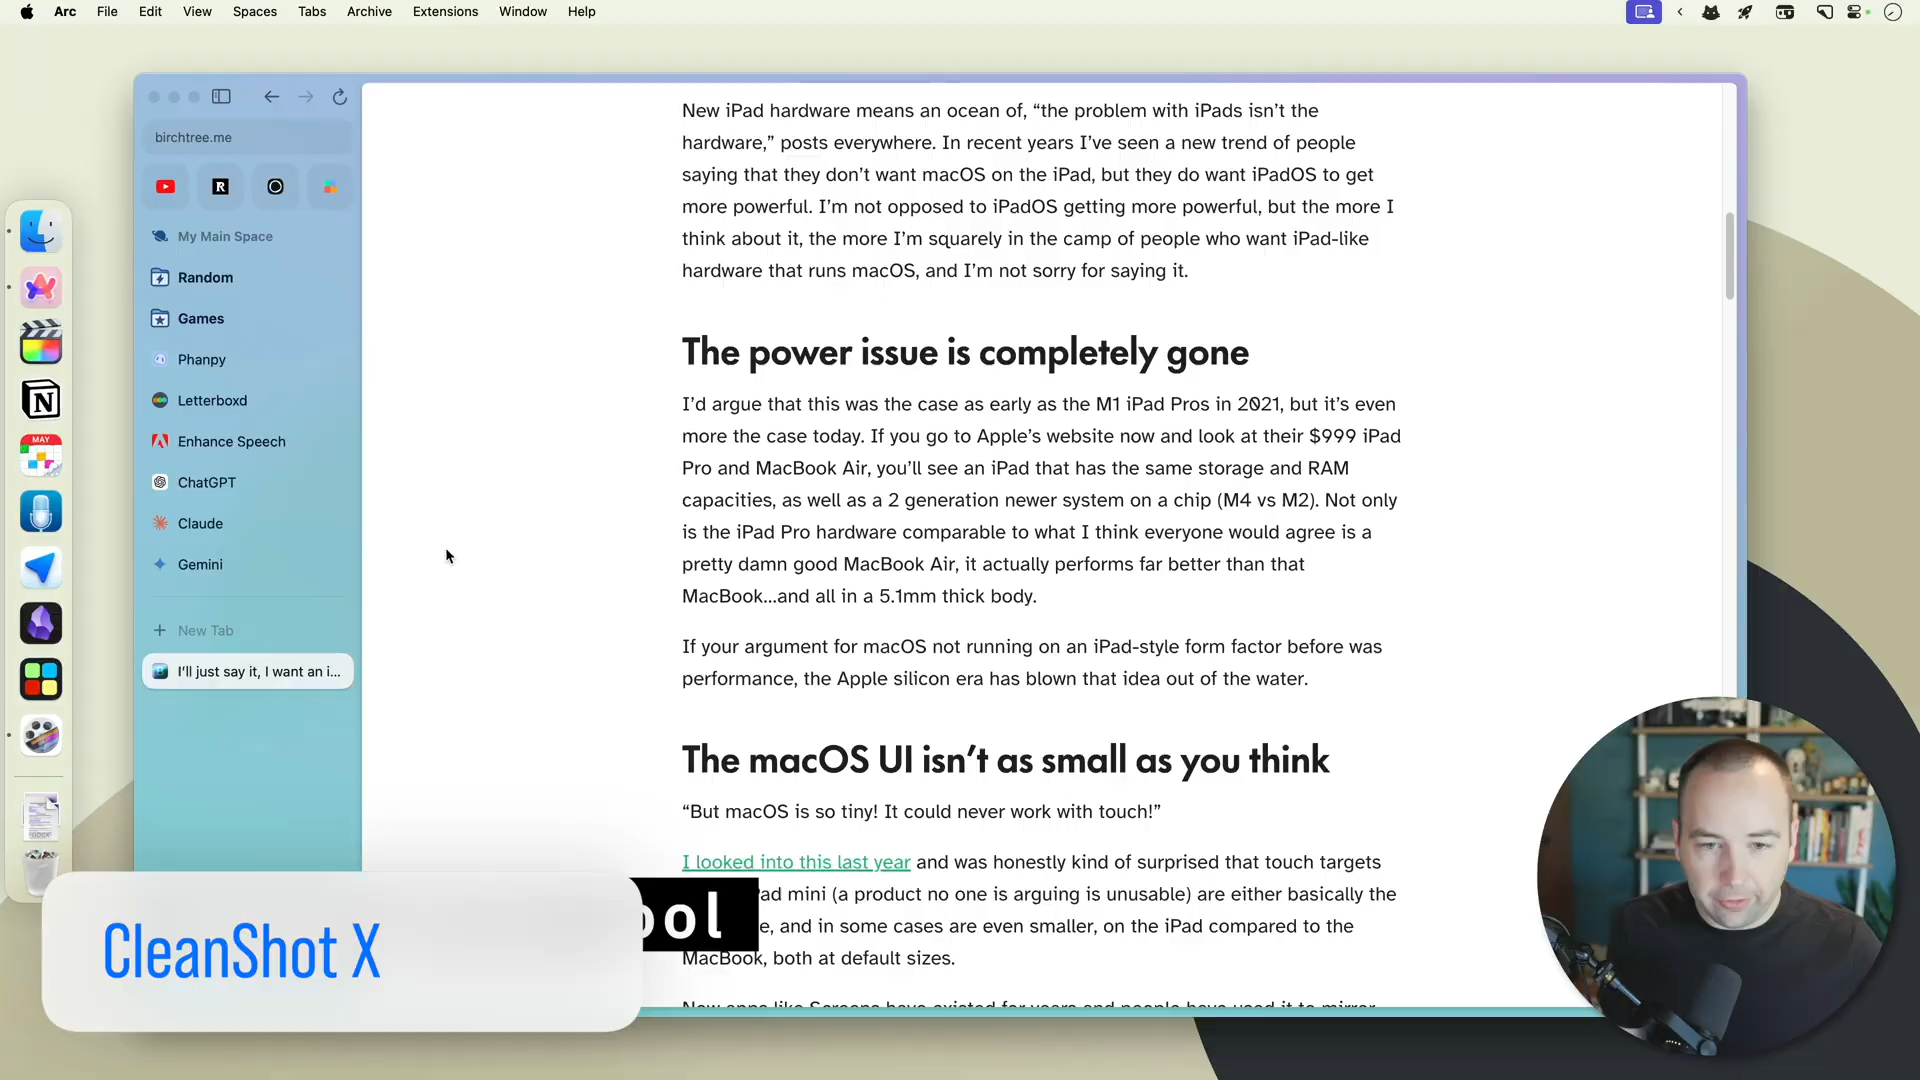 Arc File Edit View Spaces Tabs Archive Extensions Window Help
birchtree.me
My Main Space
Random
Games
Phanpy
Letterboxd
Enhance Speech
ChatGPT
Claude
Gemini
New Tab
I’ll just say it, I want an i...
MAY
New iPad hardware means an ocean of, “the problem with iPads isn’t the
hardware,” posts everywhere. In recent years I’ve seen a new trend of people
saying that they don’t want macOS on the iPad, but they do want iPadOS to get
more powerful. I’m not opposed to iPadOS getting more powerful, but the more I
think about it, the more I’m squarely in the camp of people who want iPad-like
hardware that runs macOS, and I’m not sorry for saying it.
The power issue is completely gone
I’d argue that this was the case as early as the M1 iPad Pros in 2021, but it’s even
more the case today. If you go to Apple’s website now and look at their $999 iPad
Pro and MacBook Air, you’ll see an iPad that has the same storage and RAM
capacities, as well as a 2 generation newer system on a chip (M4 vs M2). Not only
is the iPad Pro hardware comparable to what I think everyone would agree is a
pretty damn good MacBook Air, it actually performs far better than that
MacBook...and all in a 5.1mm thick body.
If your argument for macOS not running on an iPad-style form factor before was
performance, the Apple silicon era has blown that idea out of the water.
The macOS UI isn’t as small as you think
“But macOS is so tiny! It could never work with touch!”
I looked into this last year and was honestly kind of surprised that touch targets
mini (a product no one is arguing is unusable) are either basically the
and in some cases are even smaller, on the iPad compared to the
MacBook, both at default sizes.
Now apps like Screens have existed for years and people have used it to mirror
CleanShot X